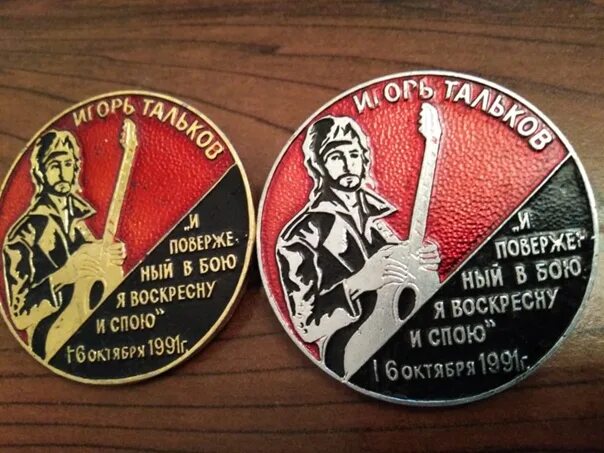 ИГОРЬ ТАЛЬКОВ
„И
ПОВЕРЖЕ-
НЫЙ В БОЮ
Я ВОСКРЕСНУ
И СПОЮ"
†6 ОКТЯБРЯ 1991г.
ИГОРЬ ТАЛЬКОВ
„И
ПОВЕРЖЕ-
НЫЙ В БОЮ
Я ВОСКРЕСНУ
И СПОЮ"
† 6 ОКТЯБРЯ 1991г.